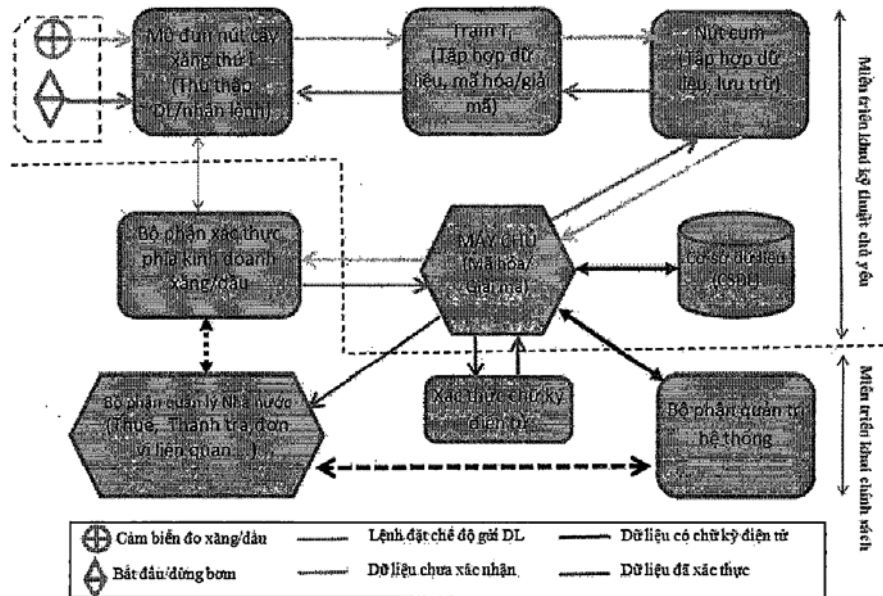 Mô đun nút cây
xăng thứ i
(Thu thập
DL/nhận lệnh)
Trạm Tᵢ
(Tập hợp dữ
liệu, mã hóa/giải
mã)
Nút cụm
(Tập hợp dữ
liệu, lưu trữ)
Miền triển khai kỹ thuật chủ yếu
Bộ phận xác thực
phía kinh doanh
xăng/dầu
MÁY CHỦ
(Mã hóa/
Giải mã)
Cơ sở dữ liệu
(CSDL)
Bộ phận quản lý Nhà nước
(Thuế, Thanh tra, đơn
vị liên quan ...)
Xác thực chữ ký
điện tử
Bộ phận quản trị
hệ thống
Miền triển khai chính sách
Cảm biến đo xăng/dầu
Lệnh đặt chế độ gửi DL
Dữ liệu có chữ ký điện tử
Bắt đầu/dừng bơm
Dữ liệu chưa xác nhận
Dữ liệu đã xác thực